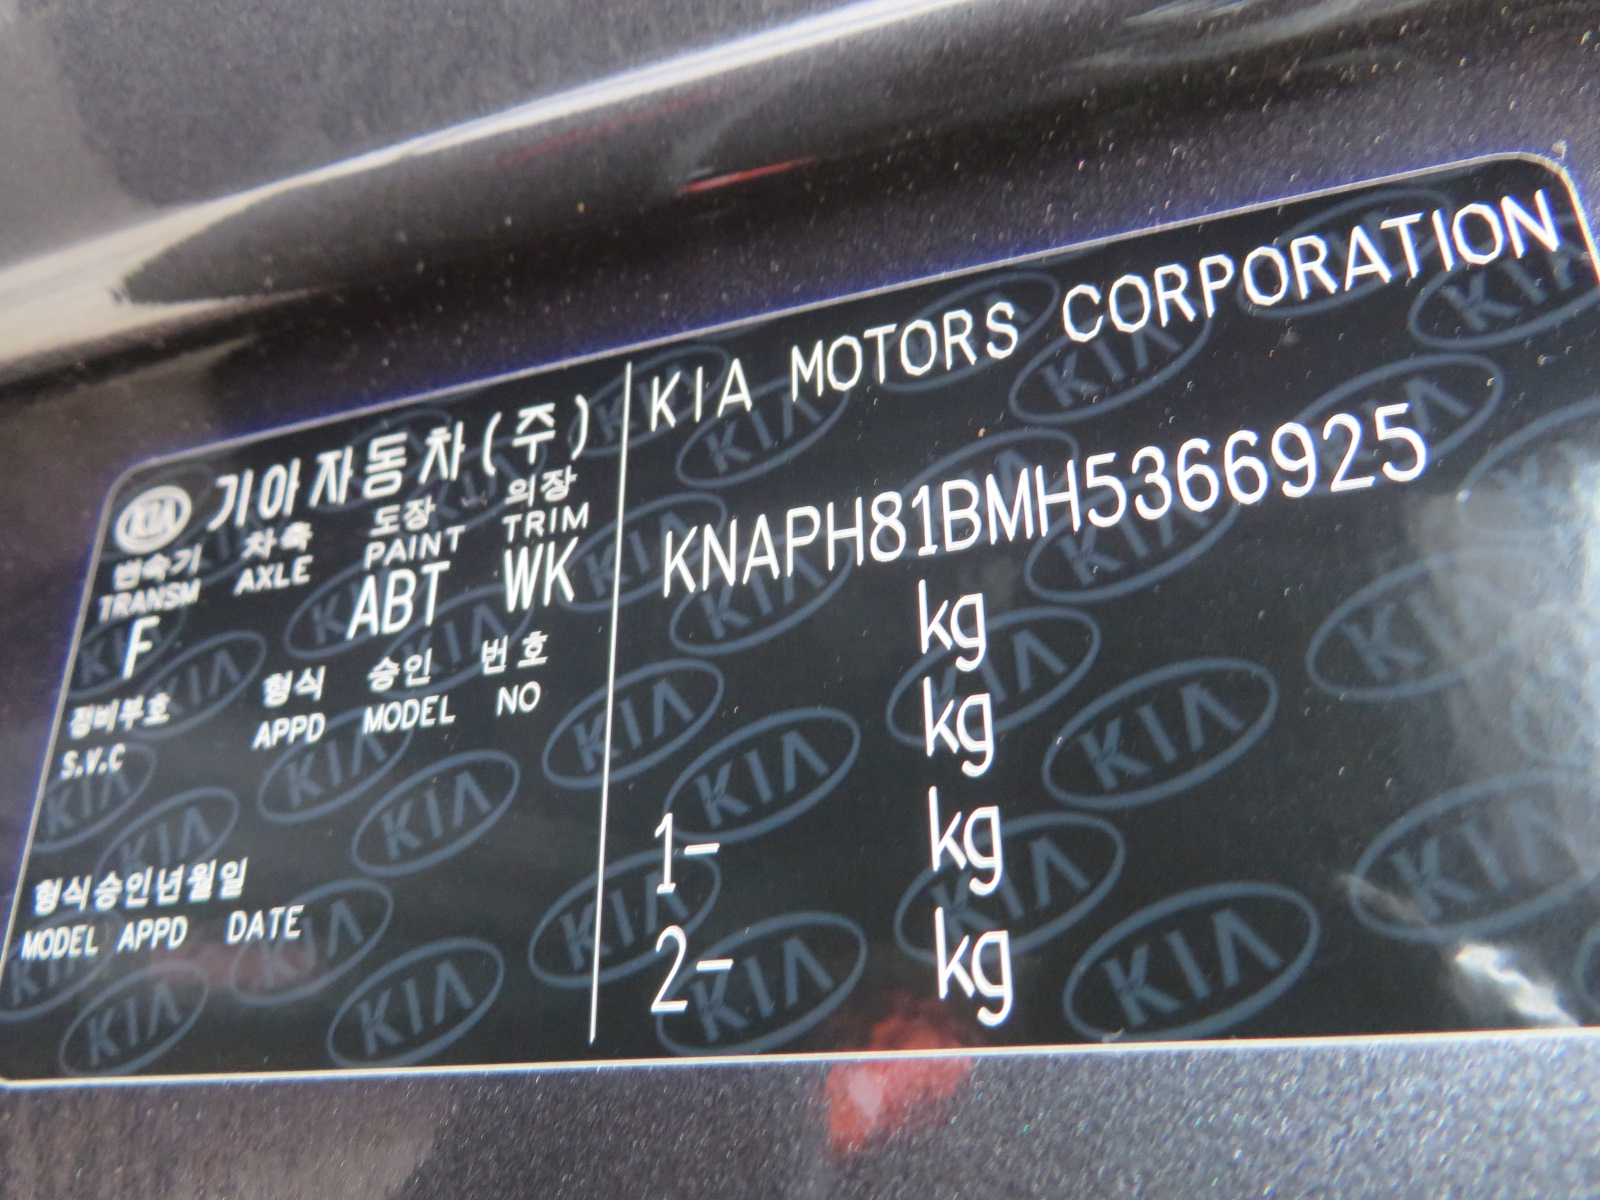 KIA 기아자동차(주)
변속기 차축 도장 의장
TRANSM AXLE PAINT TRIM
F ABT WK
정비부호 형식 승인 번호
S.V.C APPD MODEL NO
형식승인년월일
MODEL APPD DATE
KIA MOTORS CORPORATION
KNAPH81BMH5366925
kg
kg
1- kg
2- kg